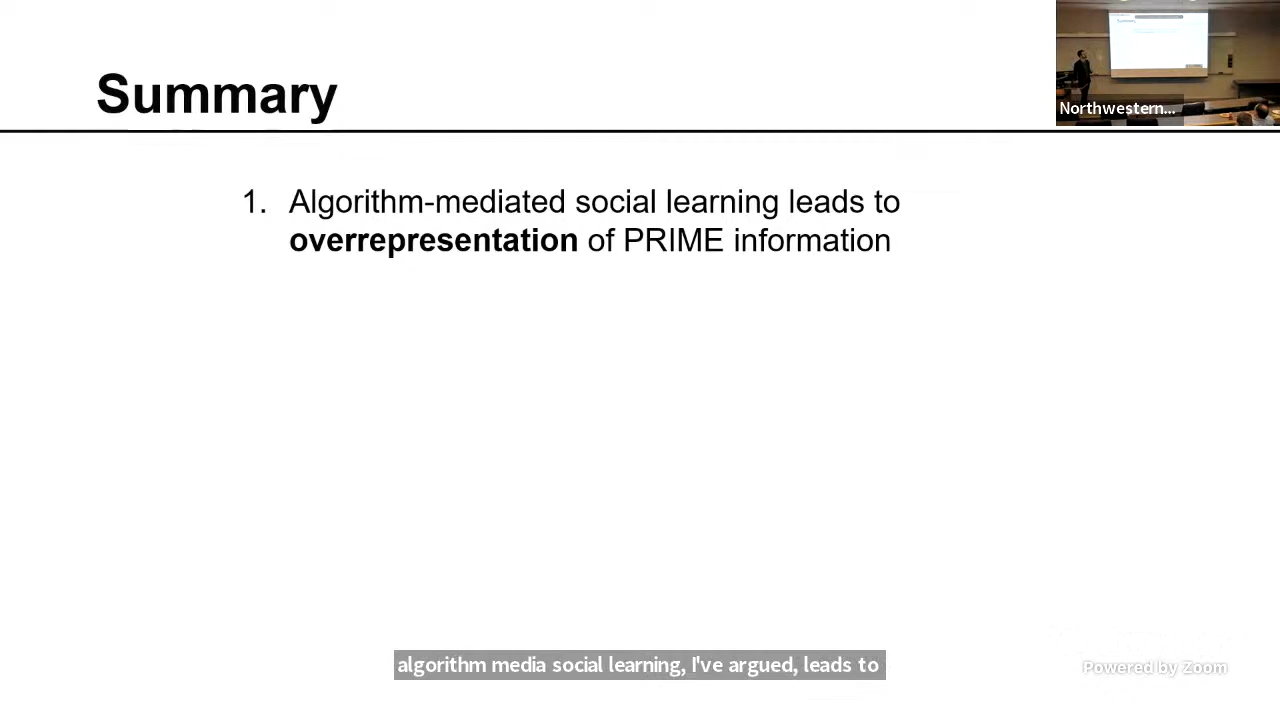 Summary
Northwestern...
1. Algorithm-mediated social learning leads to
overrepresentation of PRIME information
algorithm media social learning, I've argued, leads to
Powered by Zoom